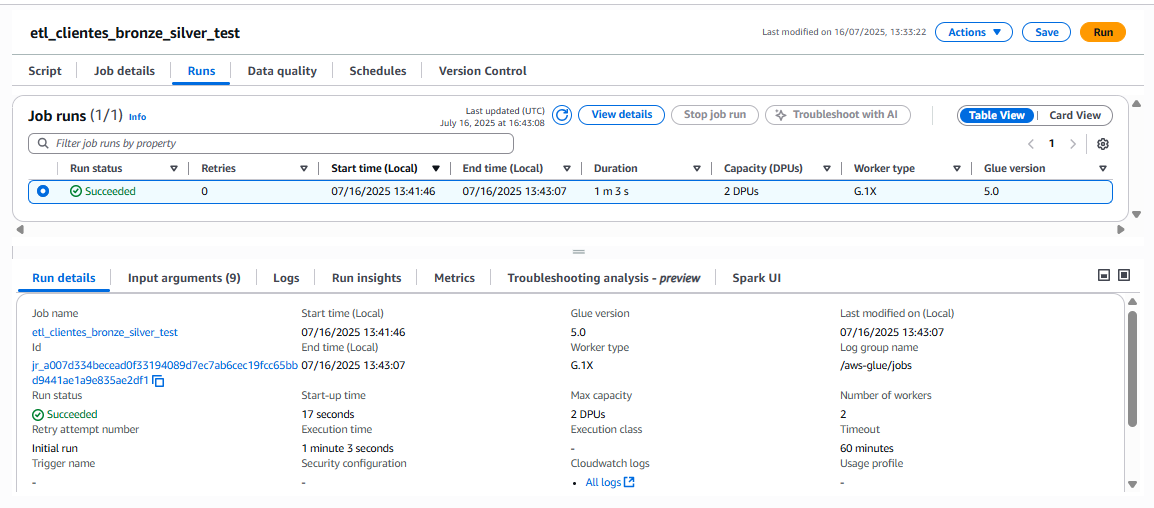 etl_clientes_bronze_silver_test
Last modified on 16/07/2025, 13:33:22
Actions
Save
Run
Script
Job details
Runs
Data quality
Schedules
Version Control
Job runs (1/1) Info
Last updated (UTC)
July 16, 2025 at 16:43:08
View details
Stop job run
Troubleshoot with AI
Table View
Card View
Filter job runs by property
1
Run status Retries Start time (Local) End time (Local) Duration Capacity (DPUs) Worker type Glue version
Succeeded 0 07/16/2025 13:41:46 07/16/2025 13:43:07 1 m 3 s 2 DPUs G.1X 5.0
Run details
Input arguments (9)
Logs
Run insights
Metrics
Troubleshooting analysis - preview
Spark UI
Job name Start time (Local) Glue version Last modified on (Local)
etl_clientes_bronze_silver_test 07/16/2025 13:41:46 5.0 07/16/2025 13:43:07
Id End time (Local) Worker type Log group name
jr_a007d334becead0f33194089d7ec7ab6cec19fcc65bb 07/16/2025 13:43:07 G.1X /aws-glue/jobs
d9441ae1a9e835ae2df1
Run status Start-up time Max capacity Number of workers
Succeeded 17 seconds 2 DPUs 2
Retry attempt number Execution time Execution class Timeout
Initial run 1 minute 3 seconds - 60 minutes
Trigger name Security configuration Cloudwatch logs Usage profile
- - • All logs -